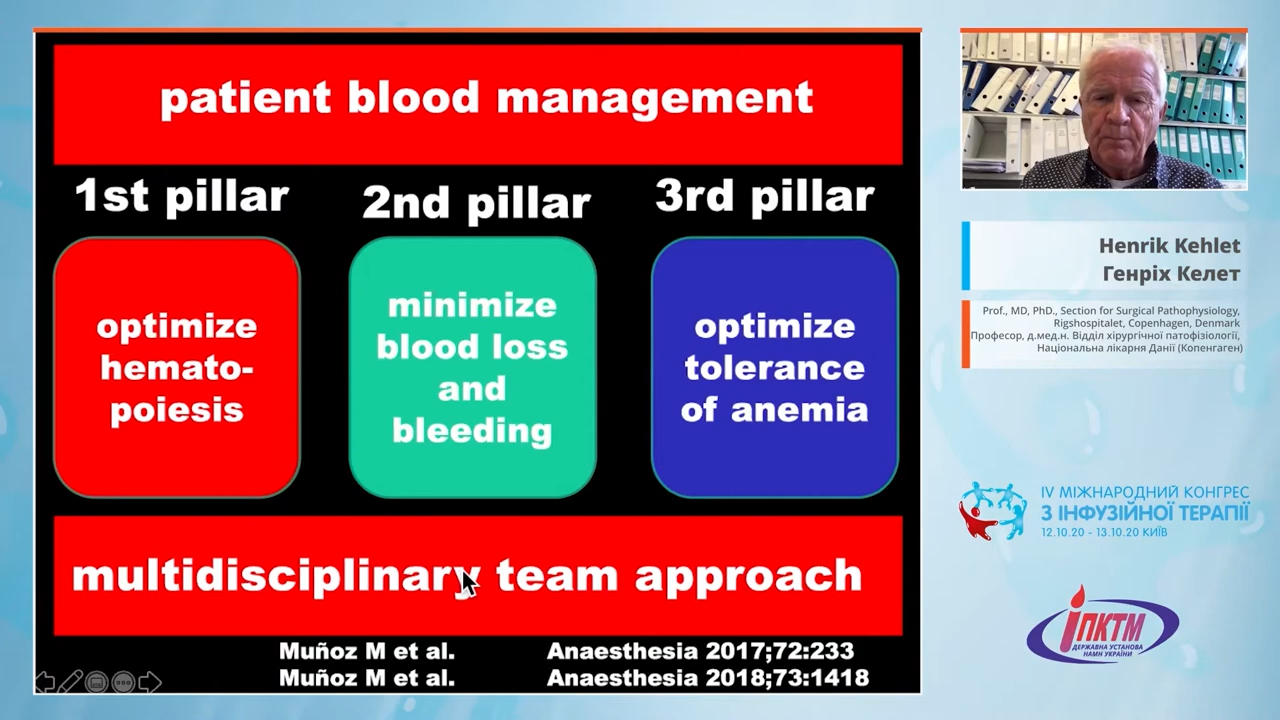 patient blood management
1st pillar
2nd pillar
3rd pillar
optimize
hemato-
poiesis
minimize
blood loss
and
bleeding
optimize
tolerance
of anemia
multidisciplinary team approach
Muñoz M et al. Anaesthesia 2017;72:233
Muñoz M et al. Anaesthesia 2018;73:1418
Henrik Kehlet
Генріх Келет
Prof., MD, PhD., Section for Surgical Pathophysiology,
Rigshospitalet, Copenhagen, Denmark
Професор, д.мед.н. Відділ хірургічної патофізіології,
Національна лікарня Данії (Копенгаген)
IV МІЖНАРОДНИЙ КОНГРЕС
З ІНФУЗІЙНОЇ ТЕРАПІЇ
12.10.20 - 13.10.20 КИЇВ
ІПКТМ
ДЕРЖАВНА УСТАНОВА
НАМН УКРАЇНИ